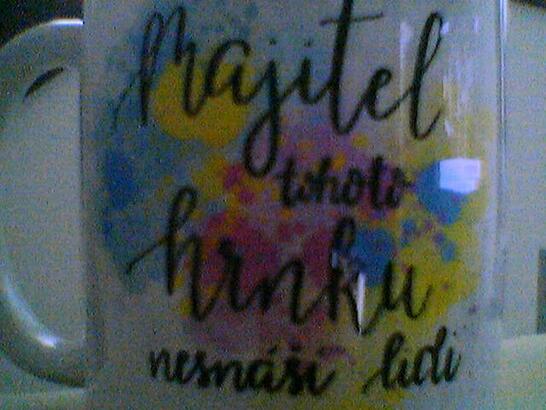 Majitel
tohoto
hrnku
nesnáší lidi